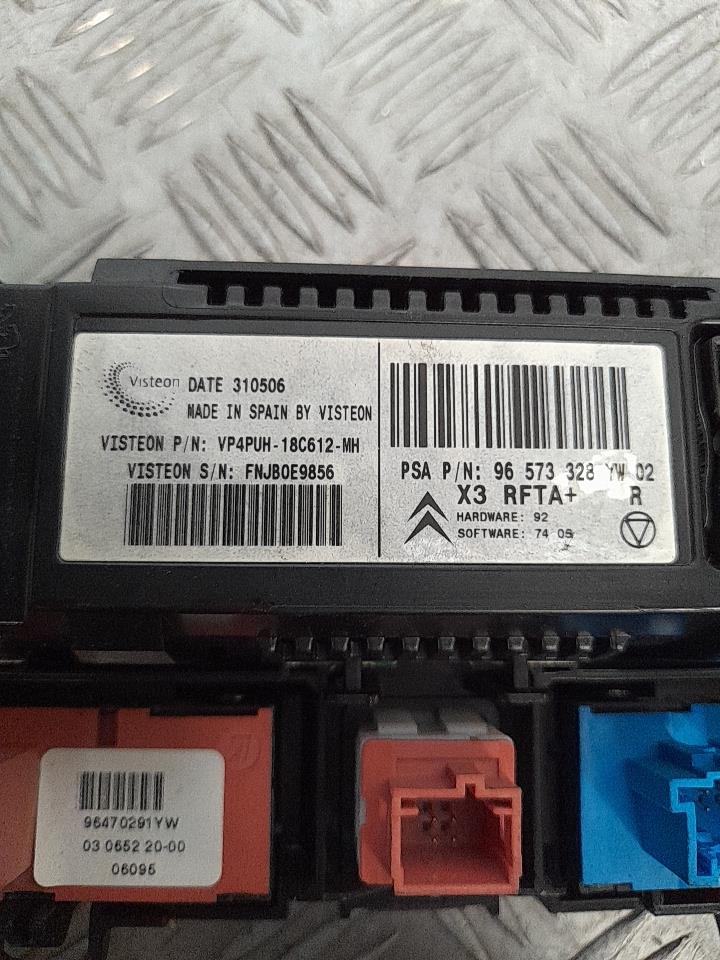 Visteon DATE 310506
MADE IN SPAIN BY VISTEON
VISTEON P/N: VP4PUH-18C612-MH
VISTEON S/N: FNJB0E9856
PSA P/N: 96 573 328 YW 02
X3 RFTA+ R
HARDWARE: 92
SOFTWARE: 74 05
96470291YW
03 0652 20-00
06095